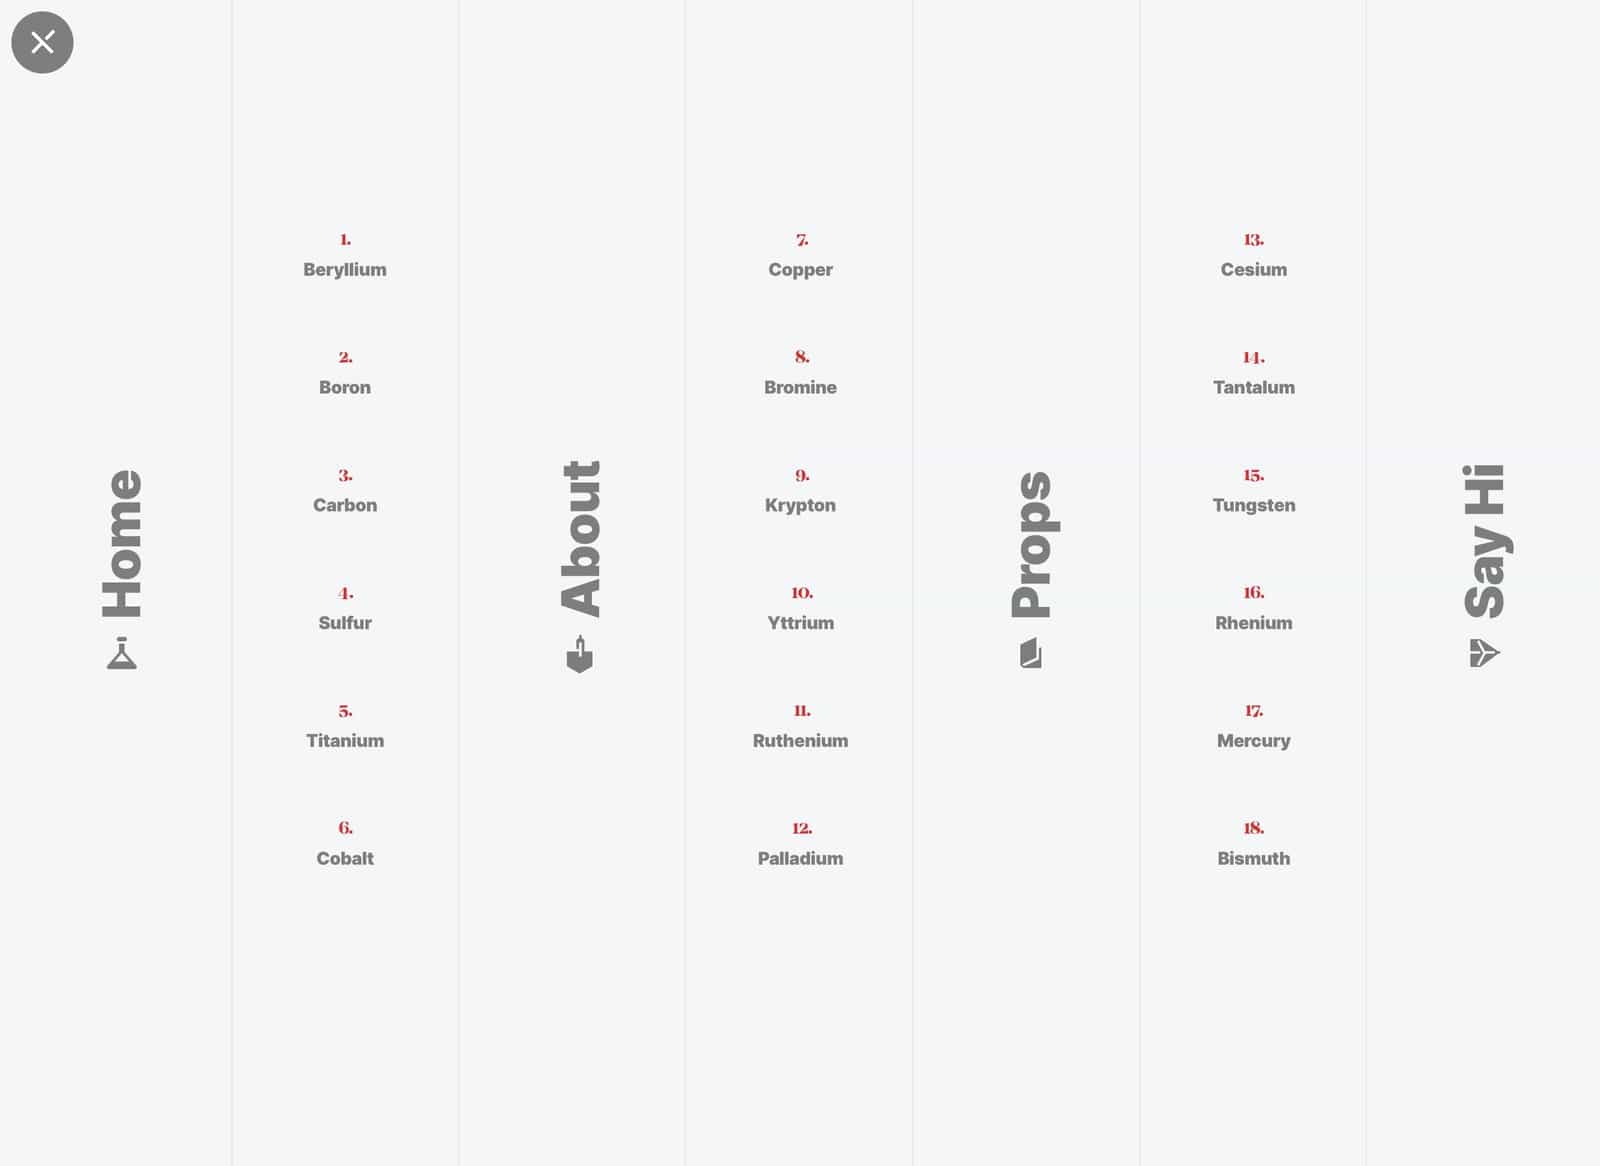 Home
1.
Beryllium
2.
Boron
3.
Carbon
4.
Sulfur
5.
Titanium
6.
Cobalt
About
7.
Copper
8.
Bromine
9.
Krypton
10.
Yttrium
11.
Ruthenium
12.
Palladium
Props
13.
Cesium
14.
Tantalum
15.
Tungsten
16.
Rhenium
17.
Mercury
18.
Bismuth
Say Hi